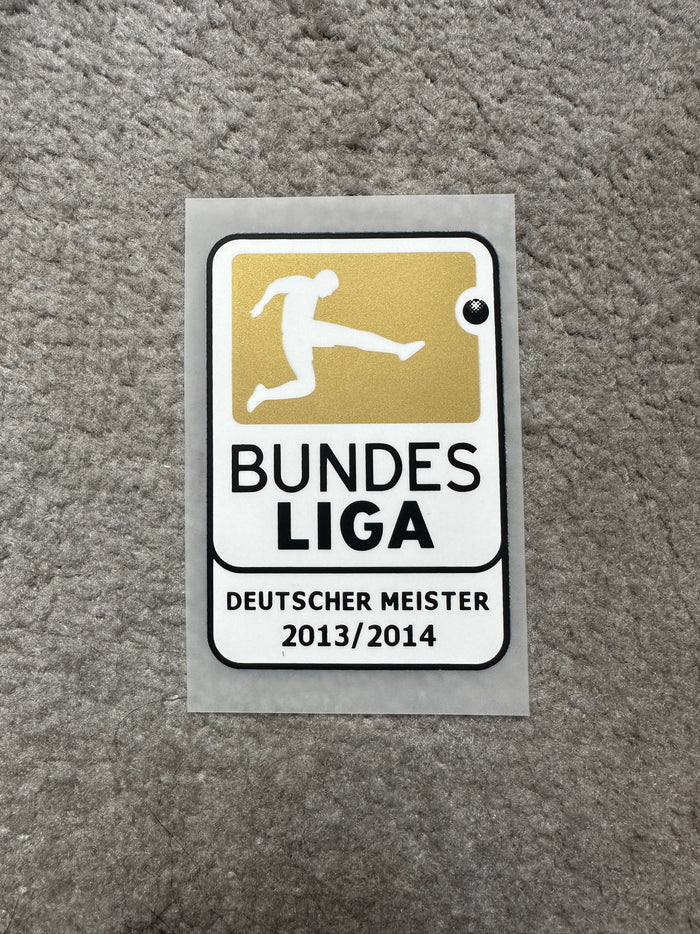 BUNDES
LIGA
DEUTSCHER MEISTER
2013/2014